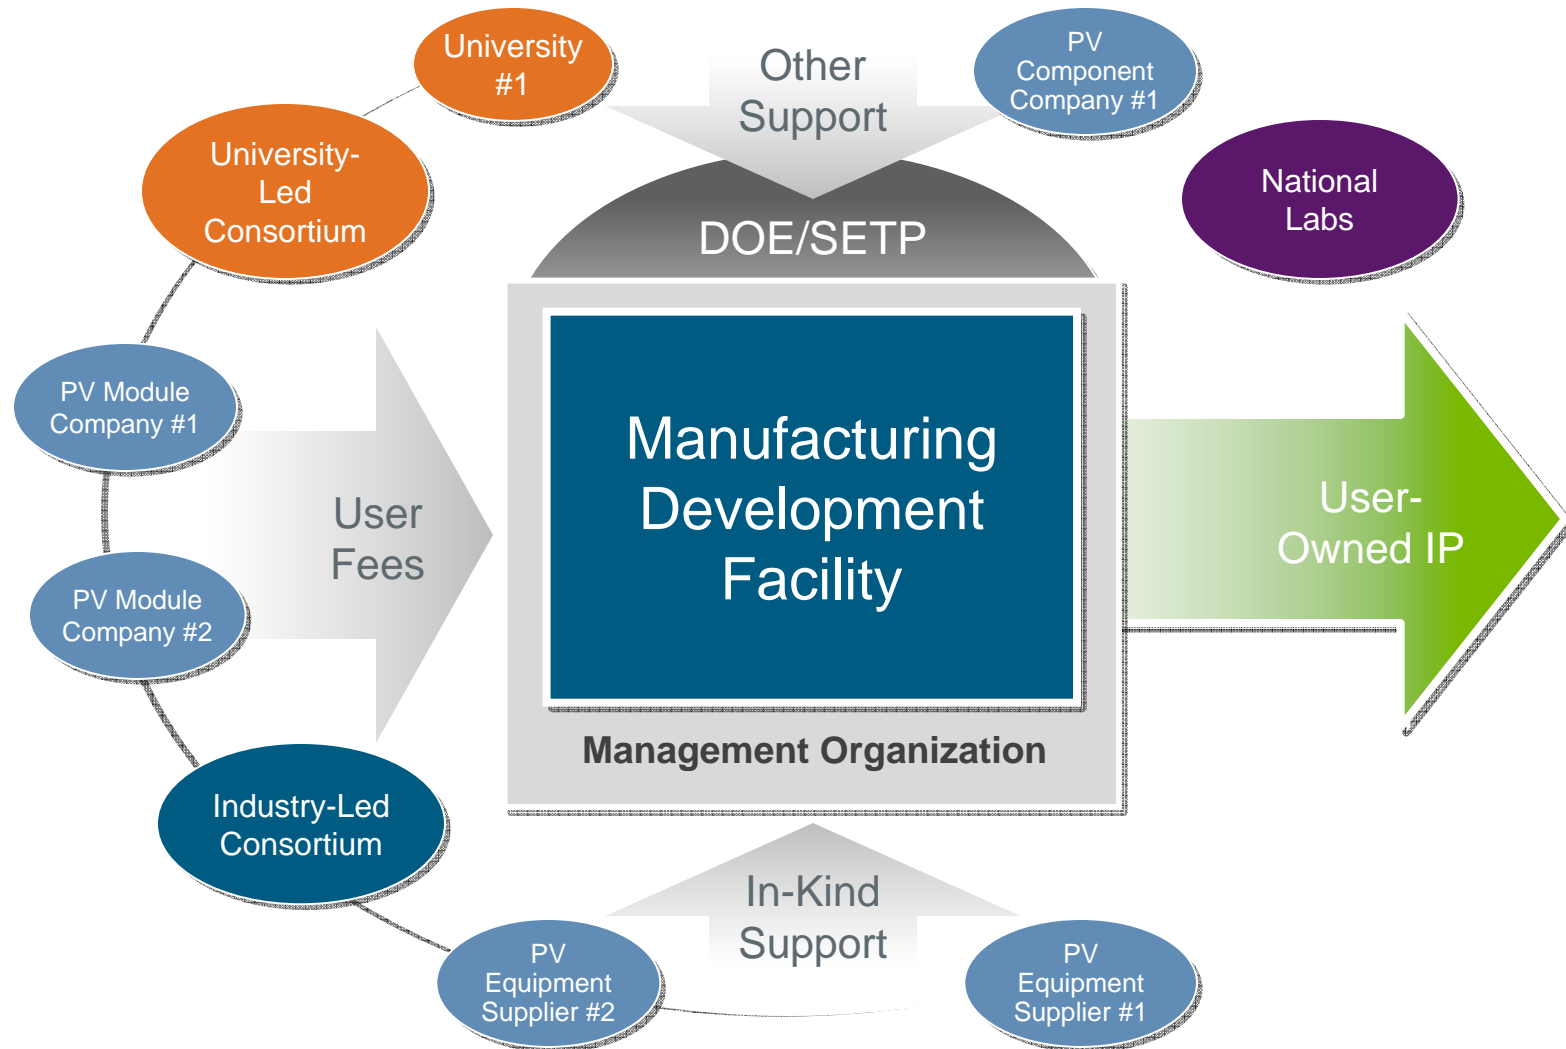 University
#1
Other
Support
PV
Component
Company #1
University-
Led
Consortium
National
Labs
DOE/SETP
PV Module
Company #1
Manufacturing
Development
Facility
User
Fees
User-
Owned IP
PV Module
Company #2
Management Organization
Industry-Led
Consortium
In-Kind
Support
PV
Equipment
Supplier #2
PV
Equipment
Supplier #1